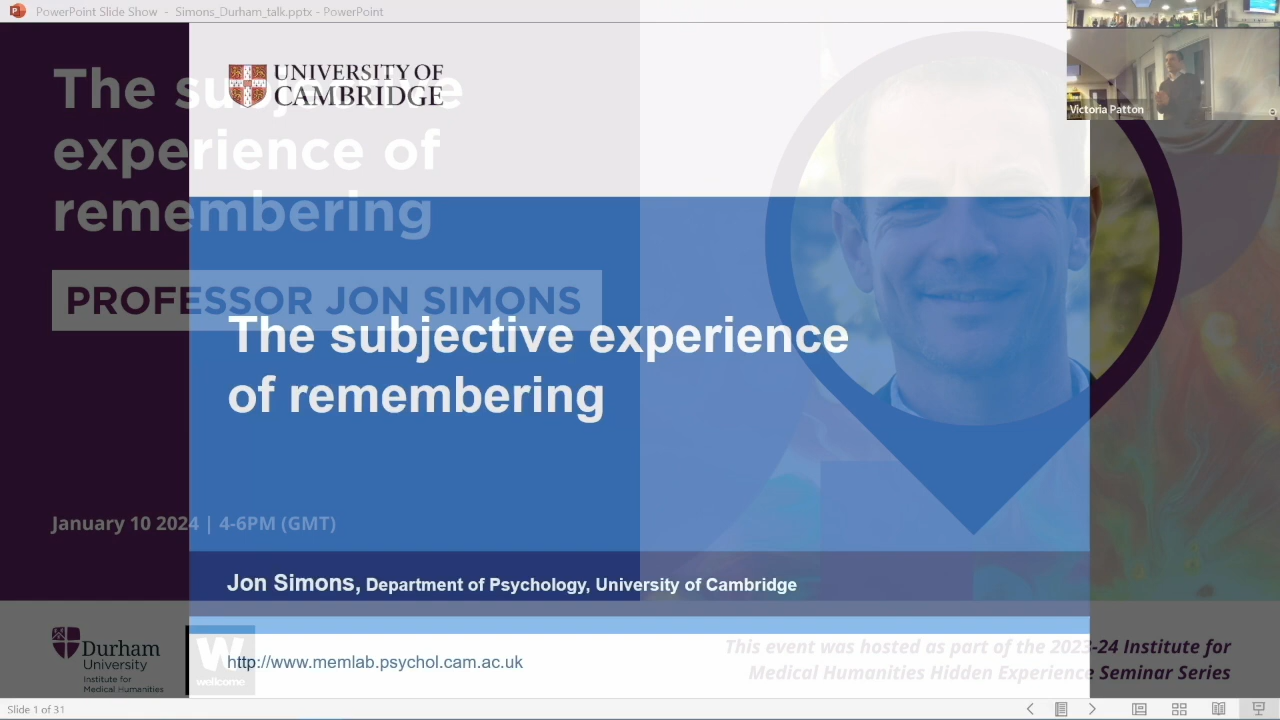 PowerPoint Slide Show - Simons_Durham_talk.pptx - PowerPoint
Victoria Patton
UNIVERSITY OF
CAMBRIDGE
The subjective
experience of
remembering
PROFESSOR JON SIMONS
The subjective experience
of remembering
January 10 2024 | 4-6PM (GMT)
Jon Simons, Department of Psychology, University of Cambridge
http://www.memlab.psychol.cam.ac.uk
Durham
University
Institute for
Medical Humanities
W
wellcome
This event was hosted as part of the 2023-24 Institute for
Medical Humanities Hidden Experience Seminar Series
Slide 1 of 31